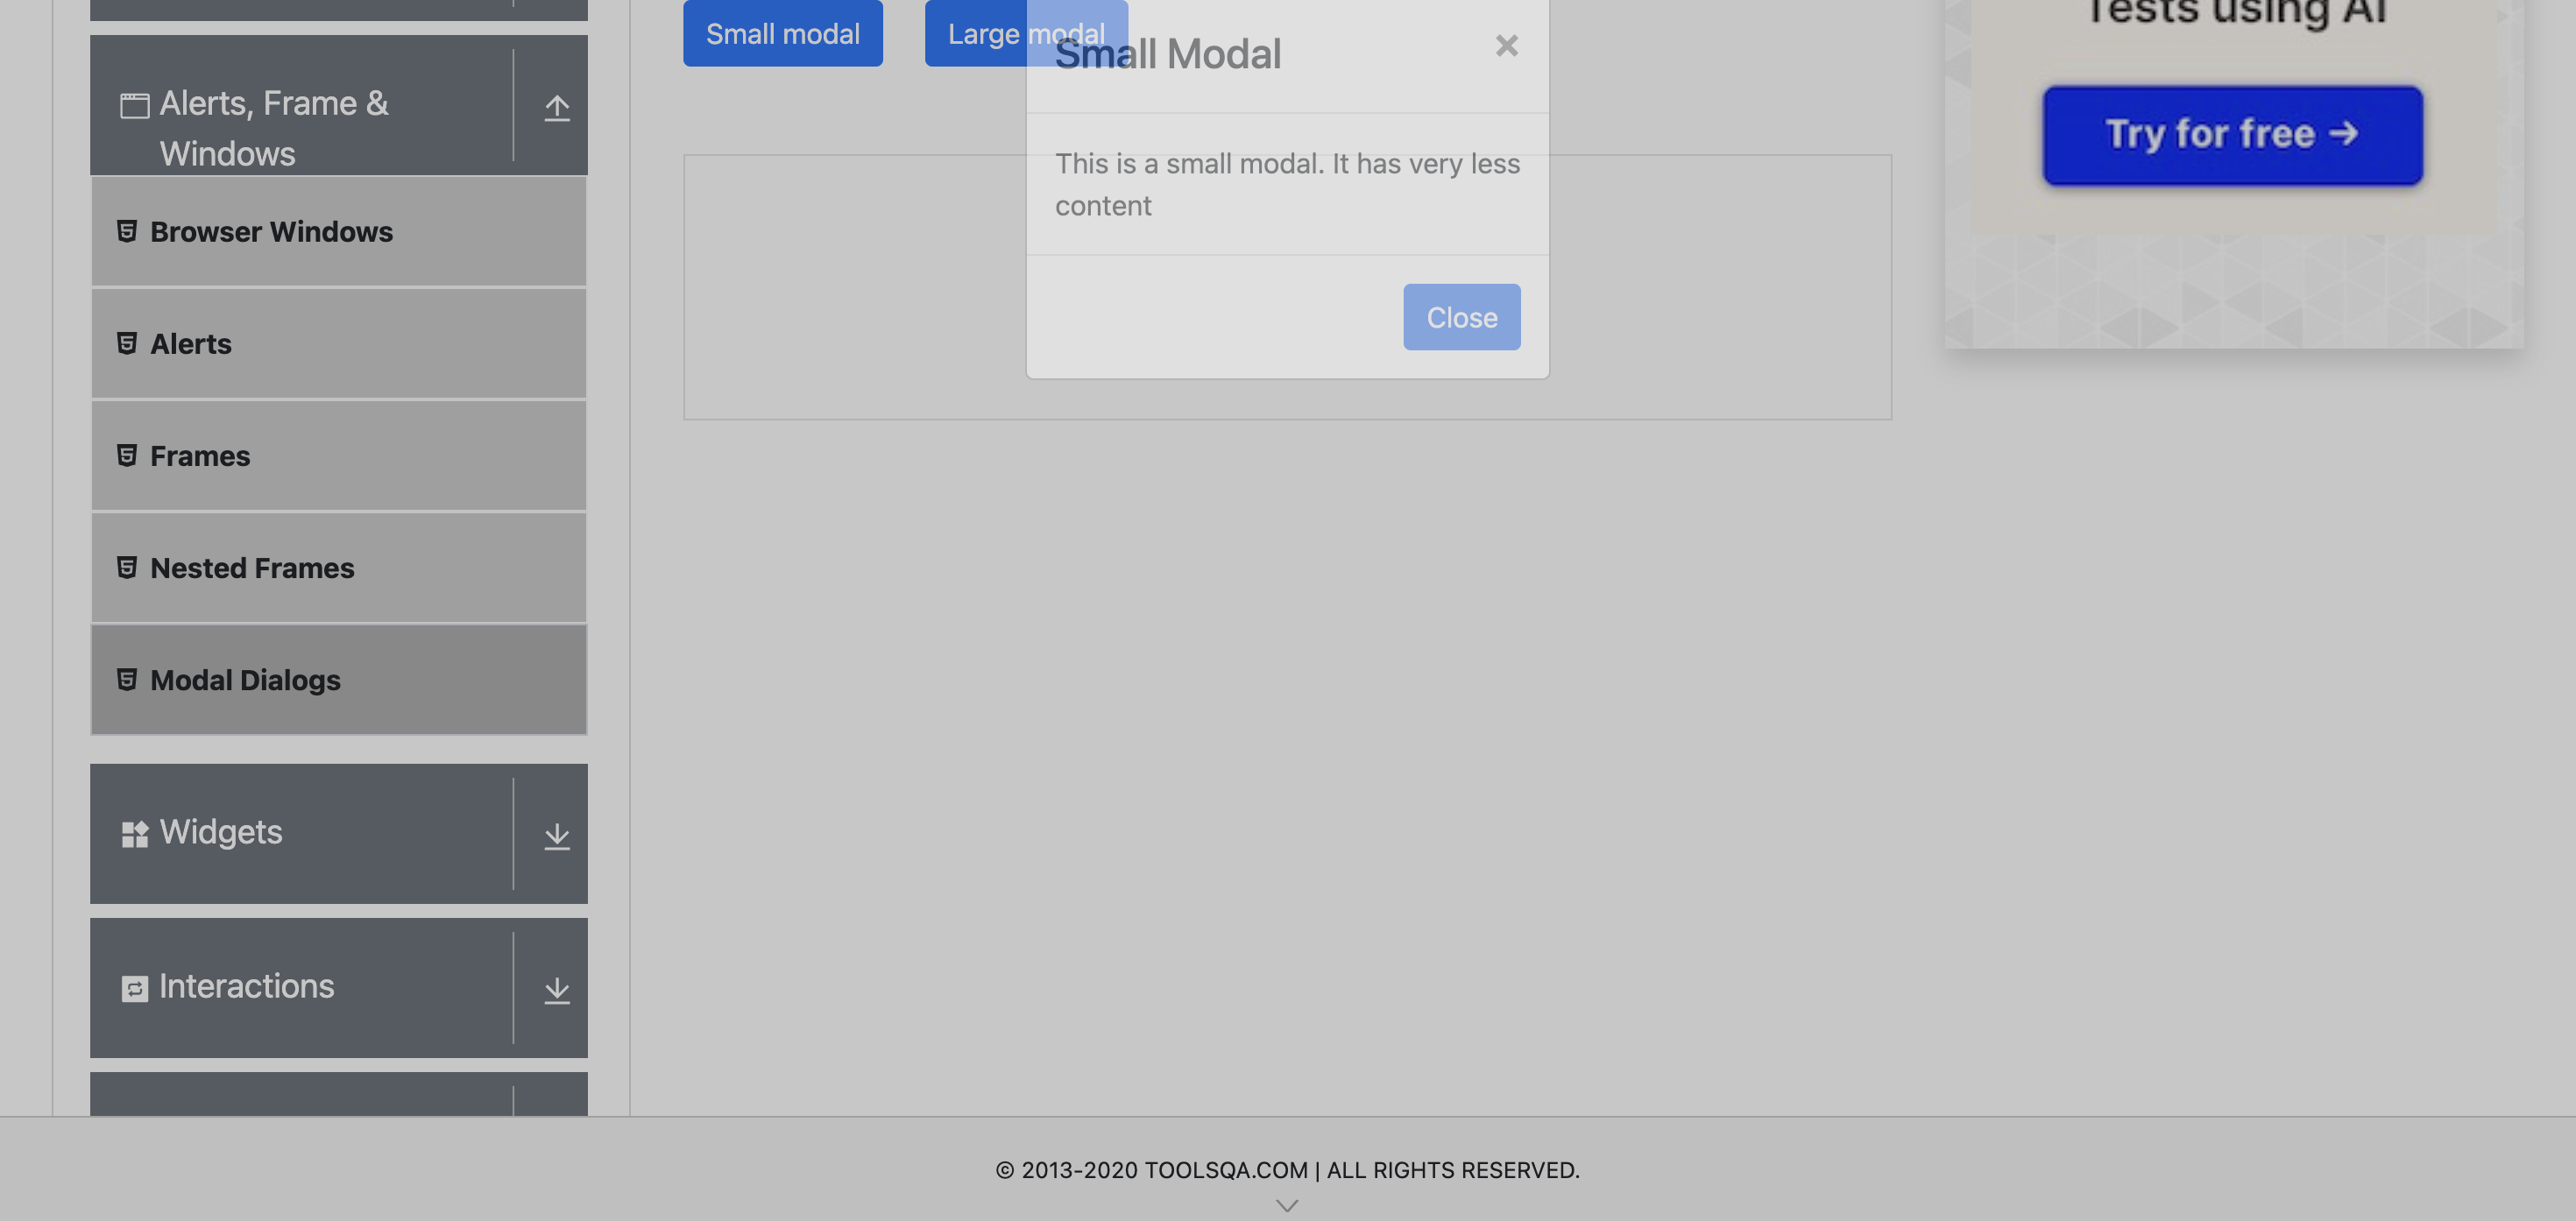 Small modal
Large modal
Small Modal
×
This is a small modal. It has very less
content
Close
Alerts, Frame &
Windows
Browser Windows
Alerts
Frames
Nested Frames
Modal Dialogs
Widgets
Interactions
Tests using AI
Try for free →
© 2013-2020 TOOLSQA.COM | ALL RIGHTS RESERVED.